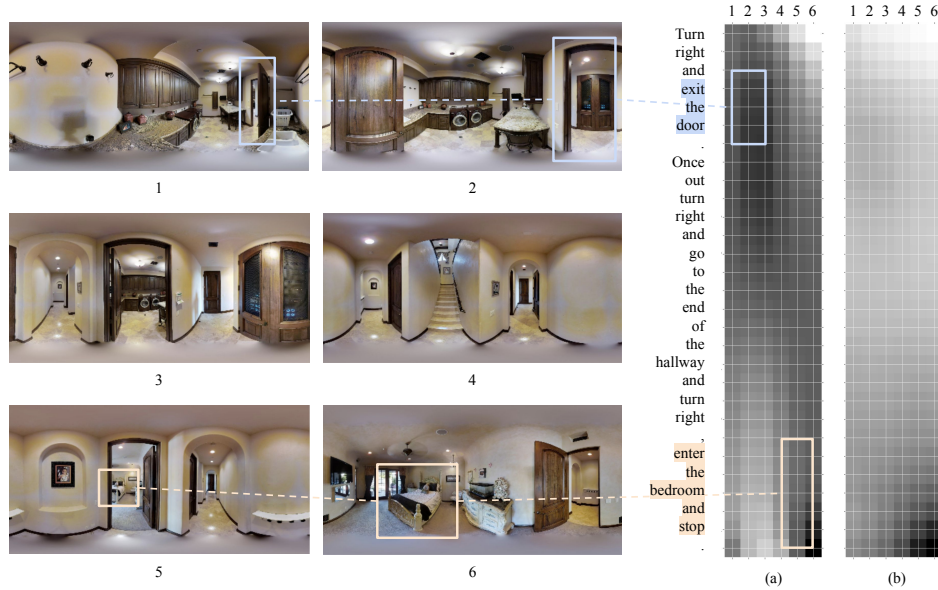 1 2 3 4 5 6 1 2 3 4 5 6
Turn
right
and
exit
the
door
.
Once
out
turn
right
and
go
to
the
end
of
the
hallway
and
turn
right
,
enter
the
bedroom
and
stop
.
1
2
3
4
5
6
(a)
(b)